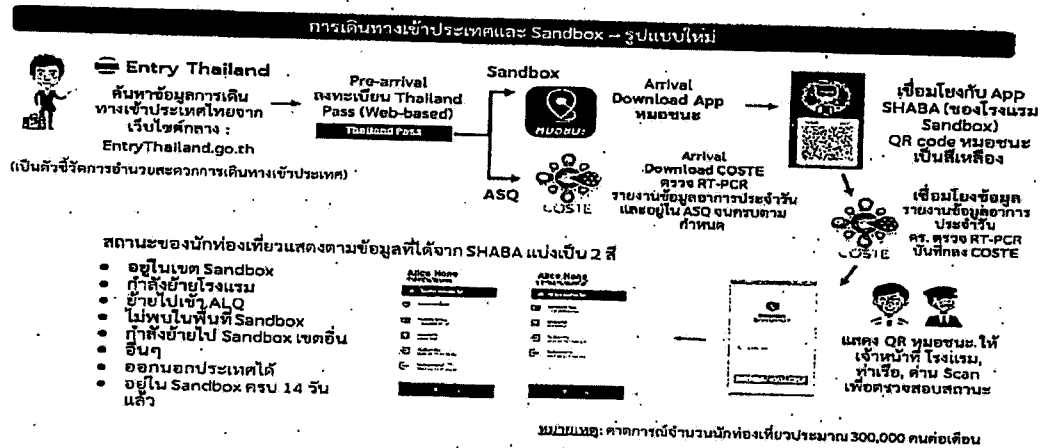 การเดินทางเข้าประเทศและ Sandbox – รูปแบบใหม่
Entry Thailand
ค้นหาข้อมูลการเดิน
ทางเข้าประเทศไทยจาก
เว็บไซต์กลาง :
EntryThailand.go.th
(เป็นตัวชี้วัดการอำนวยสะดวกการเดินทางเข้าประเทศ)
Pre-arrival
ลงทะเบียน Thailand
Pass (Web-based)
Thailand Pass
Sandbox
หมอชนะ
Arrival
Download App
หมอชนะ
เชื่อมโยงกับ App
SHABA (ของโรงแรม
Sandbox)
QR code หมอชนะ
เป็นสีเหลือง
ASQ
COSTE
Arrival
Download COSTE
ตรวจ RT-PCR
รายงานข้อมูลอาการประจำวัน
และอยู่ใน ASQ จนครบตาม
กำหนด
COSTE
เชื่อมโยงข้อมูล
รายงานข้อมูลอาการ
ประจำวัน
คร. ตรวจ RT-PCR
บันทึกลง COSTE
แสดง QR หมอชนะ ให้
เจ้าหน้าที่ โรงแรม,
ท่าเรือ, ด่าน Scan
เพื่อตรวจสอบสถานะ
สถานะของนักท่องเที่ยวแสดงตามข้อมูลที่ได้จาก SHABA แบ่งเป็น 2 สี
• อยู่ในเขต Sandbox
• กำลังย้ายโรงแรม
• ย้ายไปเข้า ALQ
• ไม่พบในพื้นที่ Sandbox
• กำลังย้ายไป Sandbox เขตอื่น
• อื่นๆ
• ออกนอกประเทศได้
• อยู่ใน Sandbox ครบ 14 วัน
แล้ว
Alice Hong
Alice Hong
หมายเหตุ: คาดการณ์จำนวนนักท่องเที่ยวประมาณ 300,000 คนต่อเดือน